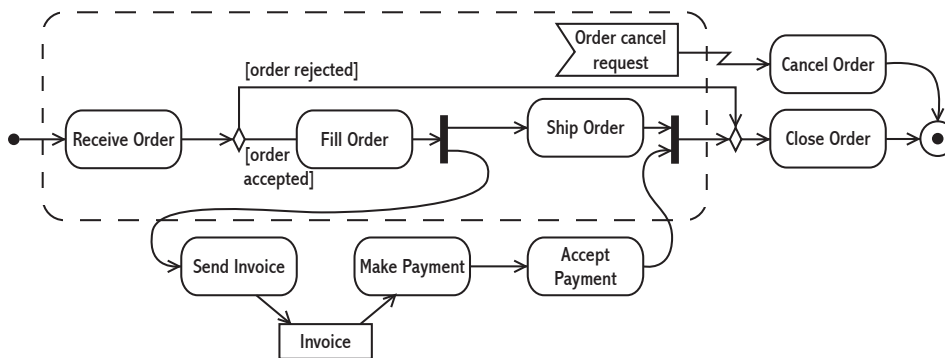 Order cancel
request
Cancel Order
[order rejected]
Receive Order
Fill Order
Ship Order
Close Order
[order
accepted]
Send Invoice
Make Payment
Accept
Payment
Invoice